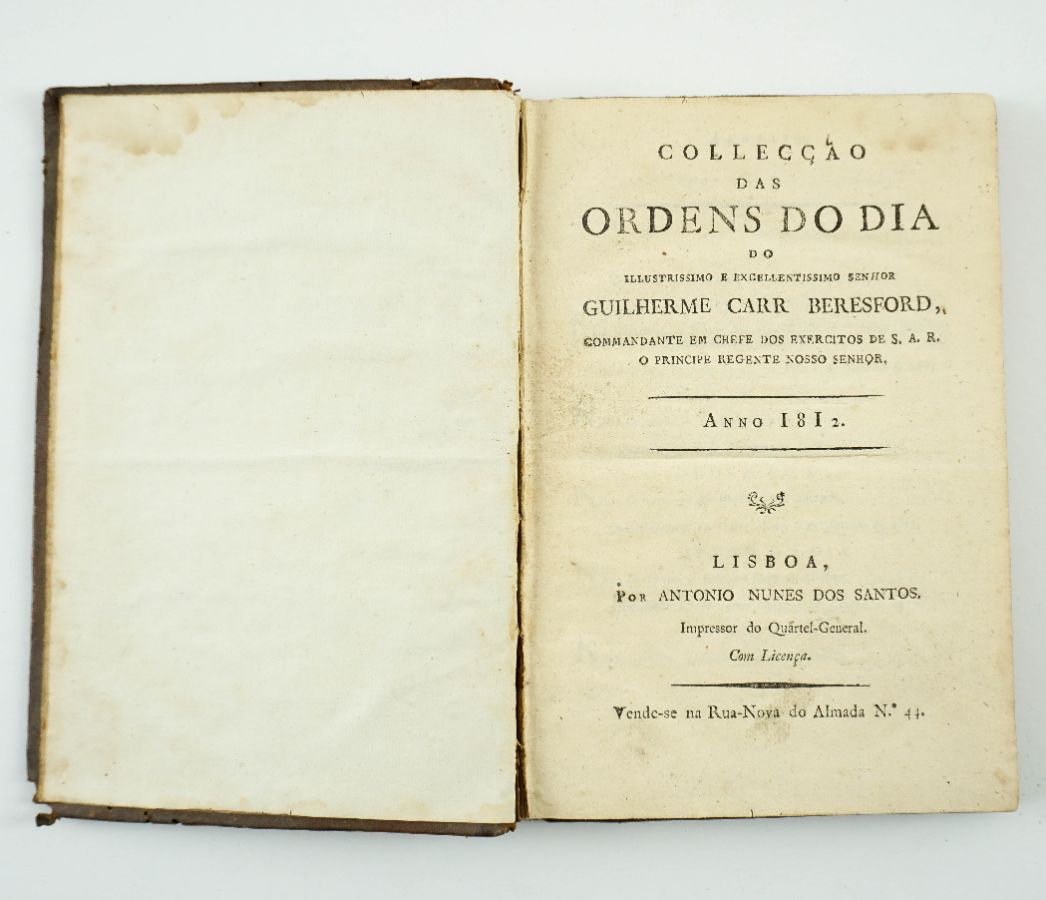 COLLECÇÃO
DAS
ORDENS DO DIA
DO
ILLUSTRISSIMO E EXCELLENTISSIMO SENHOR
GUILHERME CARR BERESFORD,
COMMANDANTE EM CHEFE DOS EXERCITOS DE S. A. R.
O PRINCIPE REGENTE NOSSO SENHOR.
ANNO 1812.
LISBOA,
POR ANTONIO NUNES DOS SANTOS.
Impressor do Quartel-General.
Com Licença.
Vende-se na Rua-Nova do Almada N.º 44.